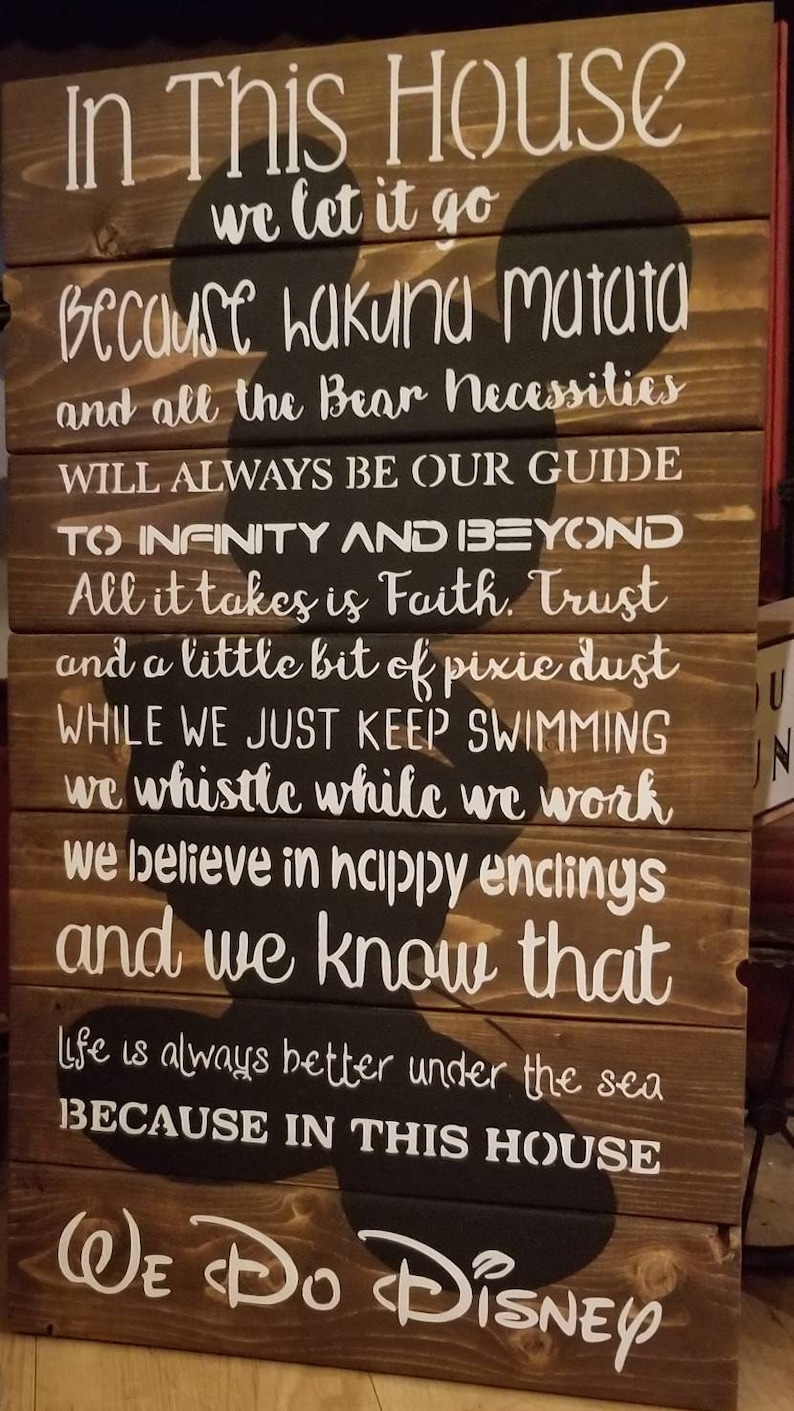 In This House
we let it go
Because hakuna matata
and all the Bear Necessities
WILL ALWAYS BE OUR GUIDE
TO INFINITY AND BEYOND
All it takes is Faith, Trust
and a little bit of pixie dust
WHILE WE JUST KEEP SWIMMING
we whistle while we work
we believe in happy endings
and we know that
life is always better under the sea
BECAUSE IN THIS HOUSE
We Do Disney